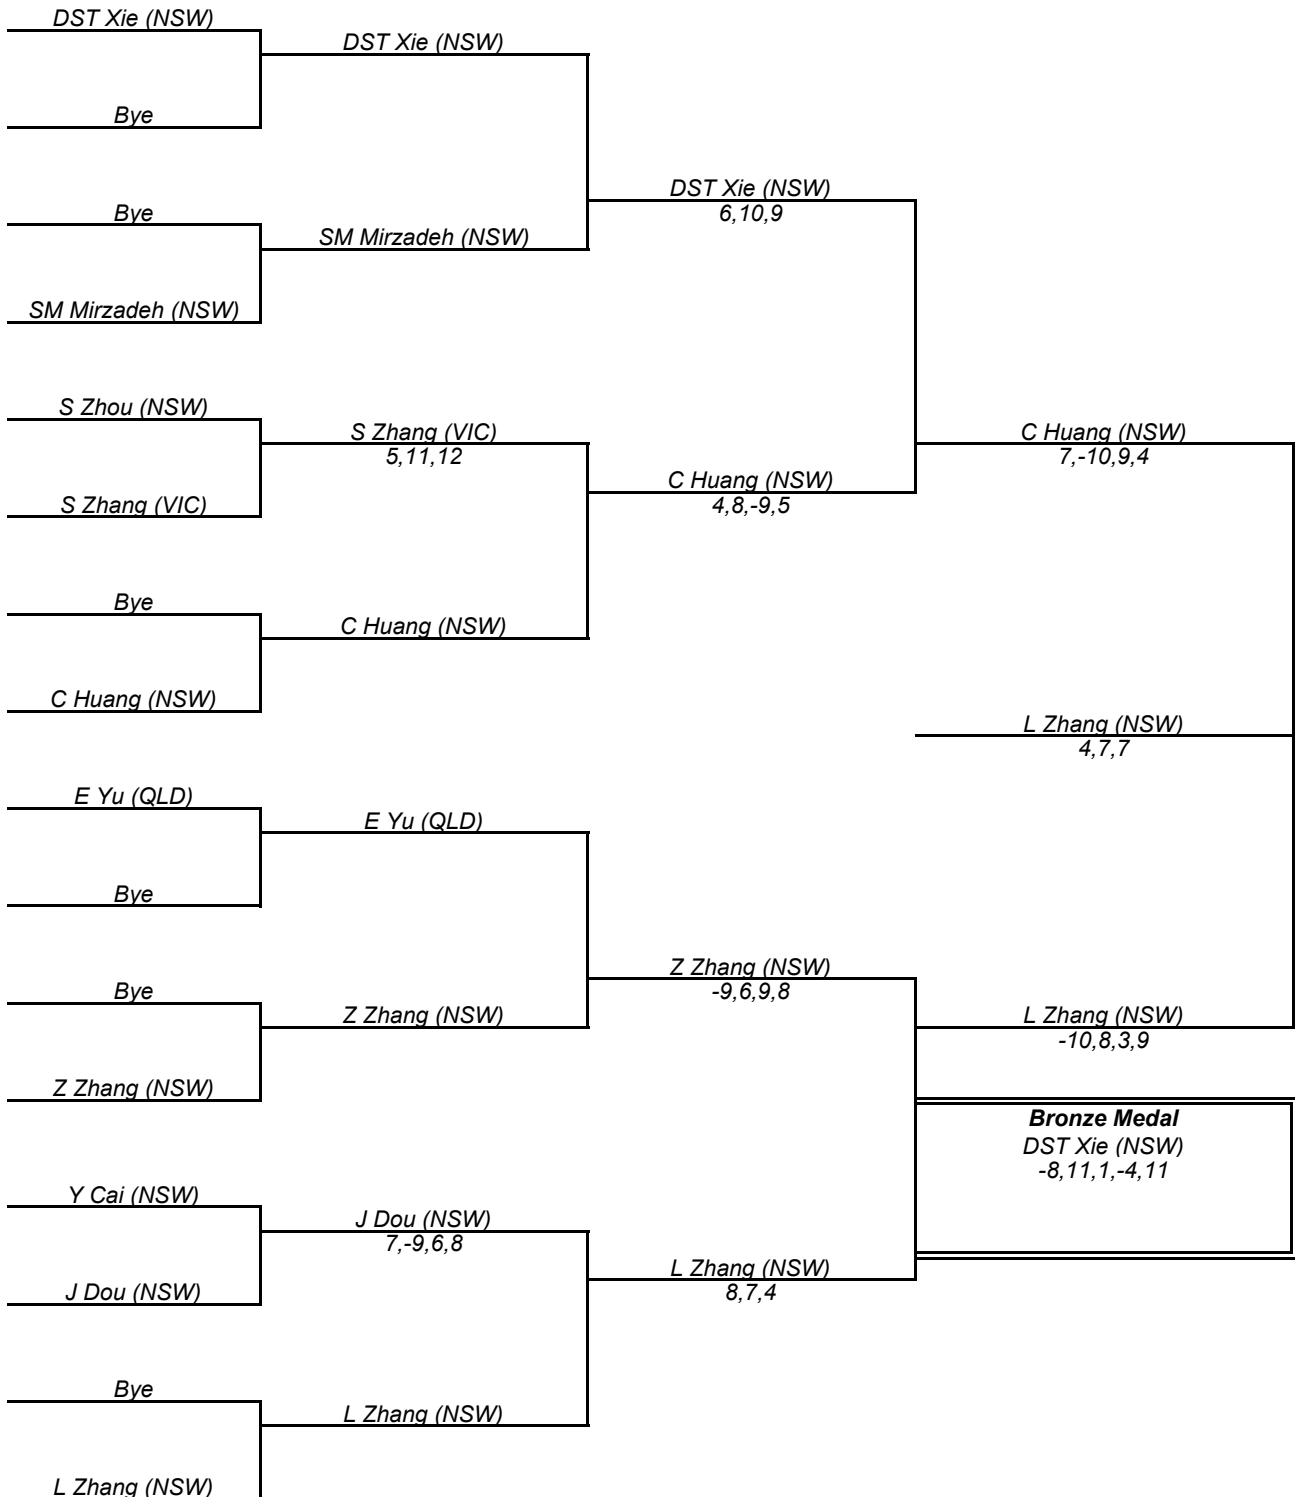 DST Xie (NSW)
DST Xie (NSW)
Bye
DST Xie (NSW)
6,10,9
Bye
SM Mirzadeh (NSW)
SM Mirzadeh (NSW)
S Zhou (NSW)
S Zhang (VIC)
5,11,12
C Huang (NSW)
7,-10,9,4
C Huang (NSW)
4,8,-9,5
S Zhang (VIC)
Bye
C Huang (NSW)
C Huang (NSW)
L Zhang (NSW)
4,7,7
E Yu (QLD)
E Yu (QLD)
Bye
Z Zhang (NSW)
-9,6,9,8
Bye
Z Zhang (NSW)
L Zhang (NSW)
-10,8,3,9
Z Zhang (NSW)
Bronze Medal
DST Xie (NSW)
-8,11,1,-4,11
Y Cai (NSW)
J Dou (NSW)
7,-9,6,8
L Zhang (NSW)
8,7,4
J Dou (NSW)
Bye
L Zhang (NSW)
L Zhang (NSW)